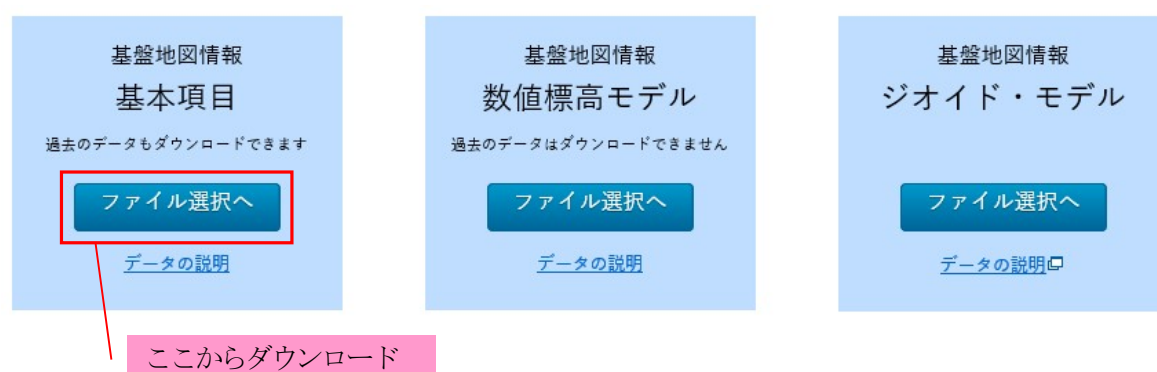 基盤地図情報
基本項目
過去のデータもダウンロードできます
ファイル選択へ
データの説明
基盤地図情報
数値標高モデル
過去のデータはダウンロードできません
ファイル選択へ
データの説明
基盤地図情報
ジオイド・モデル
ファイル選択へ
データの説明
ここからダウンロード